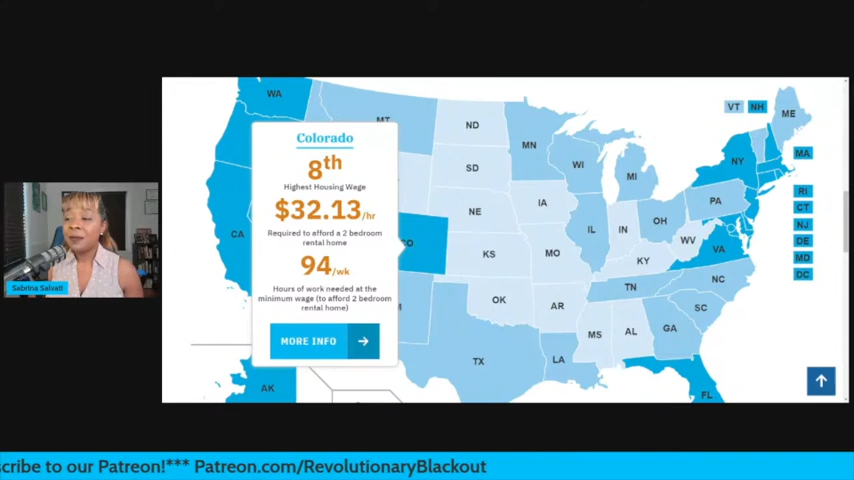 WA
MT
ND
MN
VT
NH
ME
Colorado
8th
Highest Housing Wage
$32.13/hr
Required to afford a 2 bedroom
rental home
94/wk
Hours of work needed at the
minimum wage (to afford 2 bedroom
rental home)
MORE INFO
SD
WI
MI
NY
MA
CA
CO
NE
IA
IL
IN
OH
PA
RI
CT
NJ
DE
MD
DC
KS
MO
KY
WV
VA
OK
AR
TN
NC
SC
TX
LA
MS
AL
GA
FL
AK
Sabrina Salvati
scribe to our Patreon!*** Patreon.com/RevolutionaryBlackout